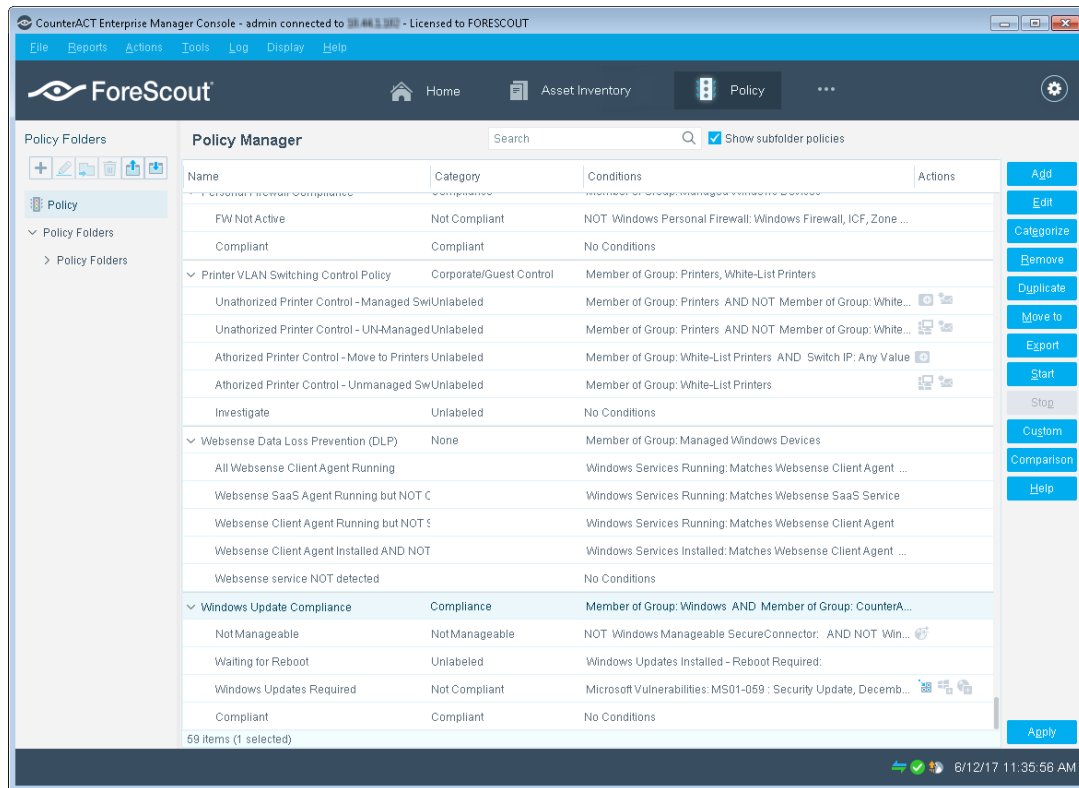 CounterACT Enterprise Manager Console - admin connected to - Licensed to FORESCOUT
File Reports Actions Tools Log Display Help
ForeScout Home Asset Inventory Policy •••
Policy Folders
Policy Manager Search Show subfolder policies
Name Category Conditions Actions
Policy
Policy Folders
Policy Folders
Personal Firewall Compliance Compliance Member of Group: Managed Windows Devices
FW Not Active Not Compliant NOT Windows Personal Firewall: Windows Firewall, ICF, Zone ...
Compliant Compliant No Conditions
Printer VLAN Switching Control Policy Corporate/Guest Control Member of Group: Printers, White-List Printers
Unathorized Printer Control - Managed Swi Unlabeled Member of Group: Printers AND NOT Member of Group: White...
Unathorized Printer Control - UN-Managed Unlabeled Member of Group: Printers AND NOT Member of Group: White...
Athorized Printer Control - Move to Printers Unlabeled Member of Group: White-List Printers AND Switch IP: Any Value
Athorized Printer Control - Unmanaged Sw Unlabeled Member of Group: White-List Printers
Investigate Unlabeled No Conditions
Websense Data Loss Prevention (DLP) None Member of Group: Managed Windows Devices
All Websense Client Agent Running Windows Services Running: Matches Websense Client Agent ...
Websense SaaS Agent Running but NOT C Windows Services Running: Matches Websense SaaS Service
Websense Client Agent Running but NOT S Windows Services Running: Matches Websense Client Agent
Websense Client Agent Installed AND NOT Windows Services Installed: Matches Websense Client Agent ...
Websense service NOT detected No Conditions
Windows Update Compliance Compliance Member of Group: Windows AND Member of Group: CounterA...
Not Manageable Not Manageable NOT Windows Manageable SecureConnector: AND NOT Win...
Waiting for Reboot Unlabeled Windows Updates Installed - Reboot Required:
Windows Updates Required Not Compliant Microsoft Vulnerabilities: MS01-059 : Security Update, Decemb...
Compliant Compliant No Conditions
59 items (1 selected)
Add
Edit
Categorize
Remove
Duplicate
Move to
Export
Start
Stop
Custom
Comparison
Help
Apply
6/12/17 11:35:56 AM